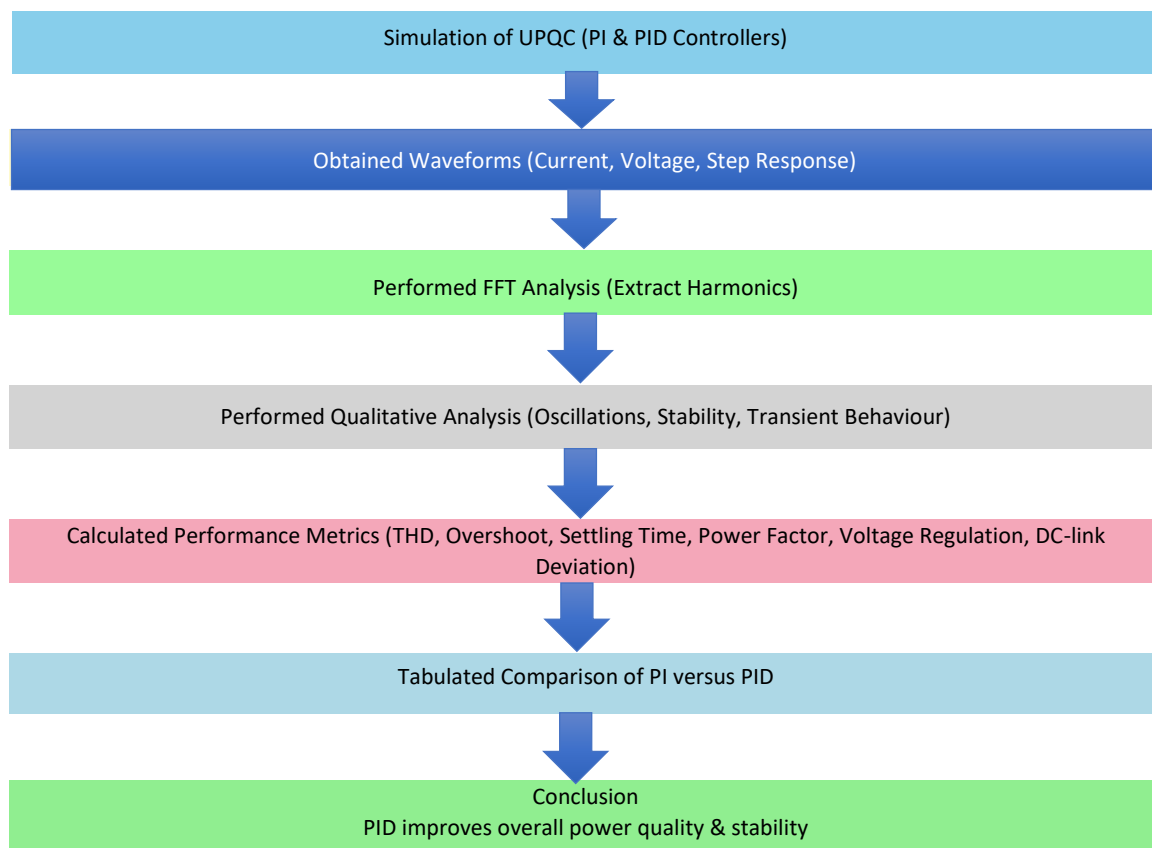 Simulation of UPQC (PI & PID Controllers)
Obtained Waveforms (Current, Voltage, Step Response)
Performed FFT Analysis (Extract Harmonics)
Performed Qualitative Analysis (Oscillations, Stability, Transient Behaviour)
Calculated Performance Metrics (THD, Overshoot, Settling Time, Power Factor, Voltage Regulation, DC-link
Deviation)
Tabulated Comparison of PI versus PID
Conclusion
PID improves overall power quality & stability